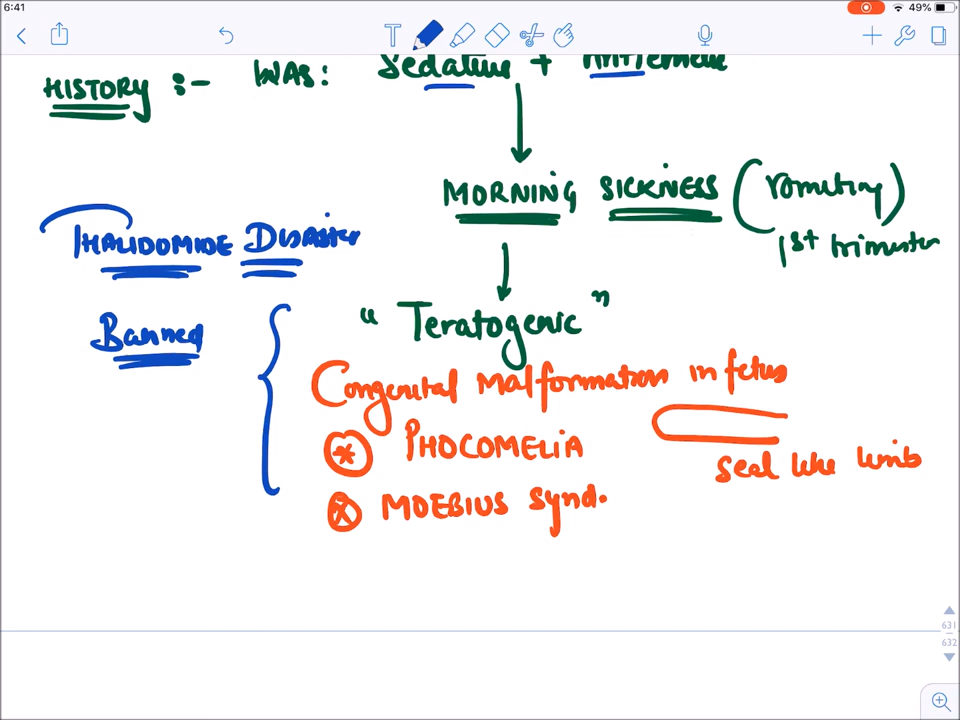 6:41
49%
T
HISTORY :- WAS: Sedative + Antiemetic
MORNING SICKNESS (vomiting)
1st trimester
THALIDOMIDE Disaster
Banned
" Teratogenic "
Congenital Malformation in fetus
* PHOCOMELIA
seal like limb
MOEBIUS Synd.
631
632